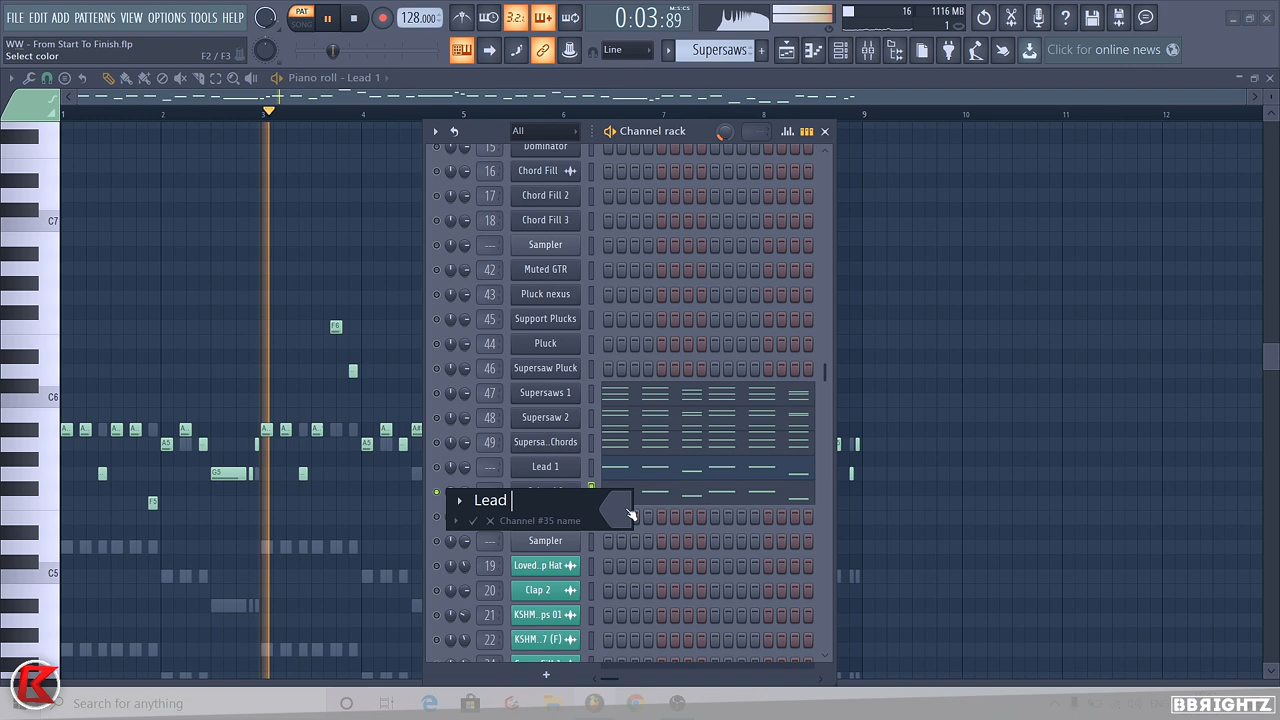 FILE EDIT ADD PATTERNS VIEW OPTIONS TOOLS HELP
PAT
SONG
128.000
3.2.
0:03:89
M:S:CS
16
1116 MB
1
WW - From Start To Finish.flp
Select color
F2 / F3
Line
Supersaws
Click for online news
Piano roll - Lead 1
1 2 3 4 5 6 7 8 9 10 11 12
All
Channel rack
15 Dominator
16 Chord Fill
17 Chord Fill 2
18 Chord Fill 3
--- Sampler
42 Muted GTR
43 Pluck nexus
45 Support Plucks
44 Pluck
46 Supersaw Pluck
47 Supersaws 1
48 Supersaw 2
49 Supersa..Chords
--- Lead 1
Lead
Channel #35 name
--- Sampler
19 Loved..p Hat
20 Clap 2
21 KSHM..ps 01
22 KSHM..7 (F)
C7
C6
C5
F6
A5
G5
F5
A5
Search for anything
BBRIGHTZ